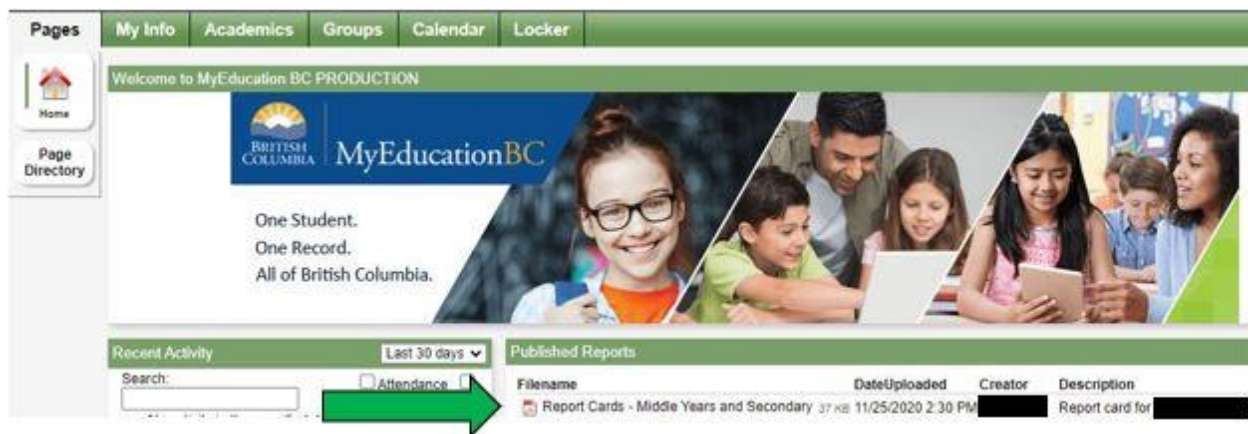 Pages
My Info Academics Groups Calendar Locker
Home
Page
Directory
Welcome to MyEducation BC PRODUCTION
BRITISH
COLUMBIA
MyEducationBC
One Student.
One Record.
All of British Columbia.
Recent Activity Last 30 days
Search:
Attendance
Published Reports
Filename DateUploaded Creator Description
Report Cards - Middle Years and Secondary 37 KB 11/25/2020 2:30 PM Report card for